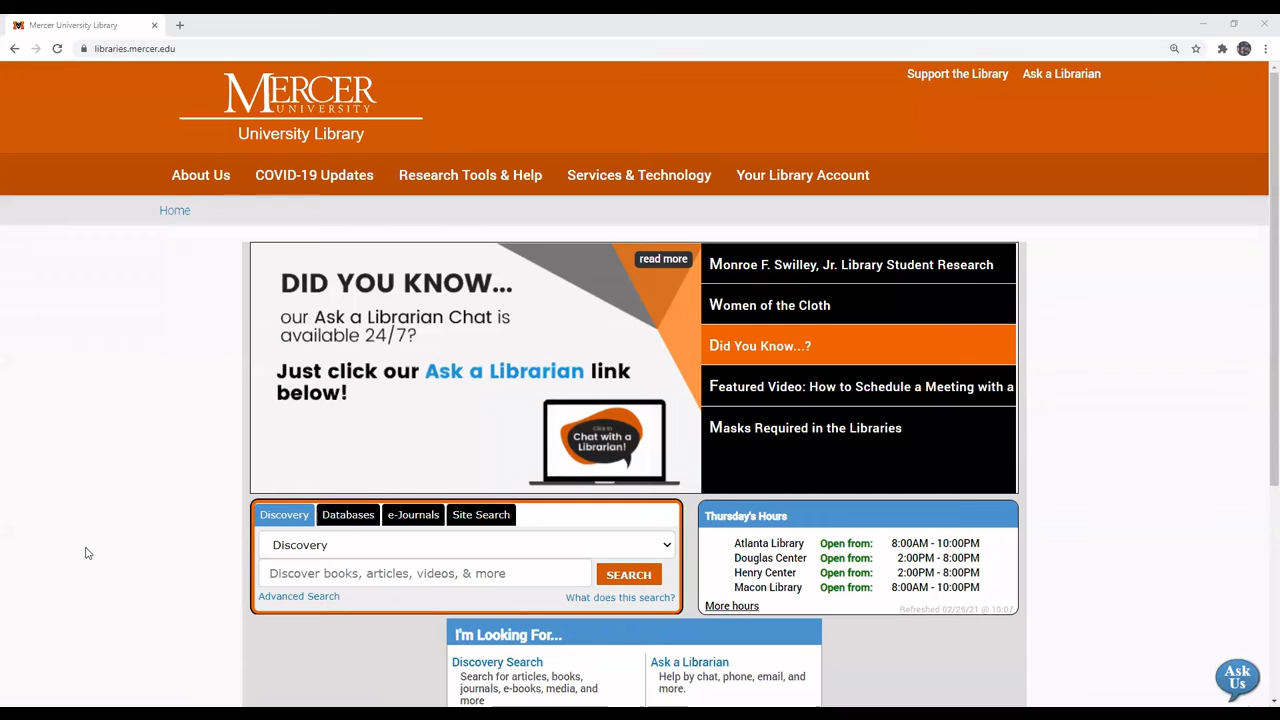 Mercer University Library
libraries.mercer.edu
Support the Library
Ask a Librarian
MERCER
UNIVERSITY
University Library
About Us
COVID-19 Updates
Research Tools & Help
Services & Technology
Your Library Account
Home
DID YOU KNOW...
our Ask a Librarian Chat is
available 24/7?
Just click our Ask a Librarian link
below!
Click to
Chat with a
Librarian!
read more
Monroe F. Swilley, Jr. Library Student Research
Women of the Cloth
Did You Know...?
Featured Video: How to Schedule a Meeting with a
Masks Required in the Libraries
Discovery
Databases
e-Journals
Site Search
Discovery
Discover books, articles, videos, & more
SEARCH
Advanced Search
What does this search?
Thursday's Hours
Atlanta Library Open from: 8:00AM - 10:00PM
Douglas Center Open from: 2:00PM - 8:00PM
Henry Center Open from: 2:00PM - 8:00PM
Macon Library Open from: 8:00AM - 10:00PM
More hours
Refreshed 02/26/21 @ 10:07
I'm Looking For...
Discovery Search
Search for articles, books,
journals, e-books, media, and
more
Ask a Librarian
Help by chat, phone, email, and
more.
Ask
Us